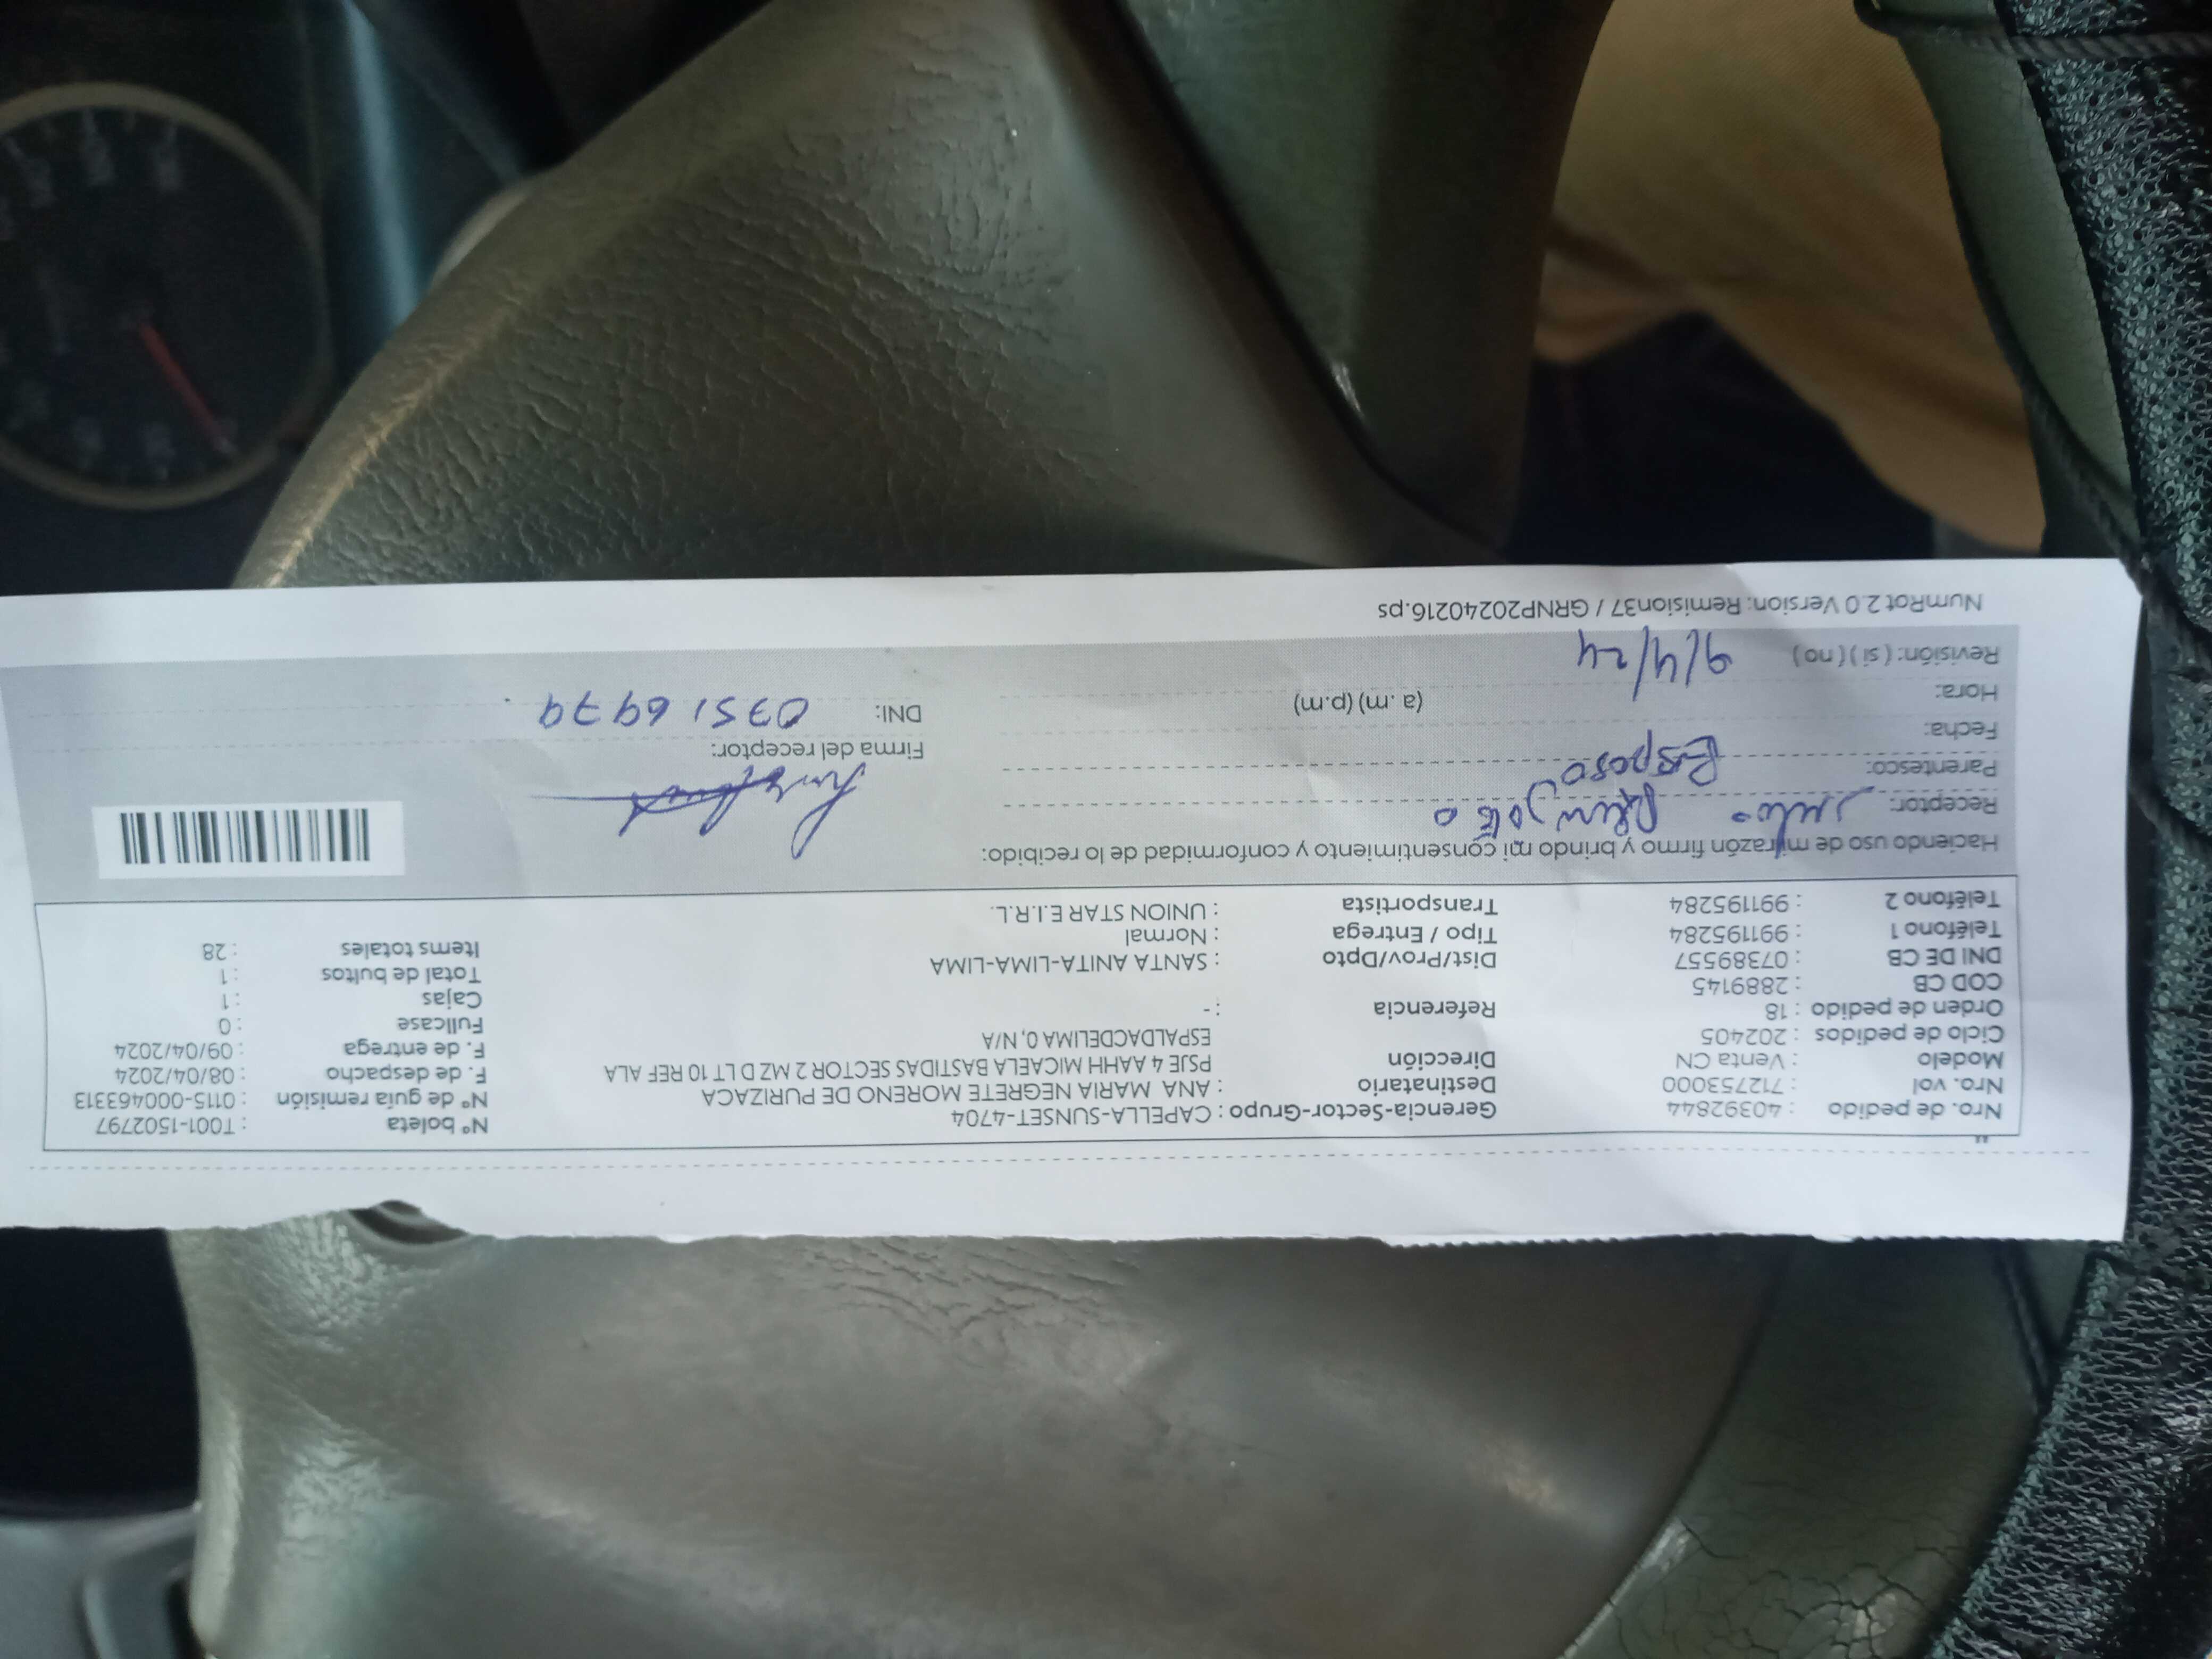 Nro. de pedido : 40392844 Gerencia-Sector-Grupo : CAPELLA-SUNSET-4704 N° boleta : T001-1502797
Nro. vol : 712753000 Destinatario : ANA MARIA NEGRETE MORENO DE PURIZACA N° de guía remisión : 0115-000463313
Modelo : Venta CN Dirección PSJE 4 AAHH MICAELA BASTIDAS SECTOR 2 MZ D LT 10 REF ALA F. de despacho : 08/04/2024
Ciclo de pedidos : 202405 ESPALDACDELIMA 0, N/A F. de entrega : 09/04/2024
Orden de pedido : 18 Referencia : - Fullcase : 0
COD CB : 2889145 Cajas : 1
DNI DE CB : 07389557 Dist/Prov/Dpto : SANTA ANITA-LIMA-LIMA Total de bultos : 1
Teléfono 1 : 991195284 Tipo / Entrega : Normal Items totales : 28
Teléfono 2 : 991195284 Transportista : UNION STAR E.I.R.L.
Haciendo uso de mi razón firmo y brindo mi consentimiento y conformidad de lo recibido:
Receptor: Julio
Parentesco: Esposo Firma del receptor:
Fecha: DNI: 07516979
Hora: (a .m) (p.m)
Revisión: ( si ) ( no ) 9/4/24
NumRot 2.0 Version: Remision37 / GRNP20240216.ps